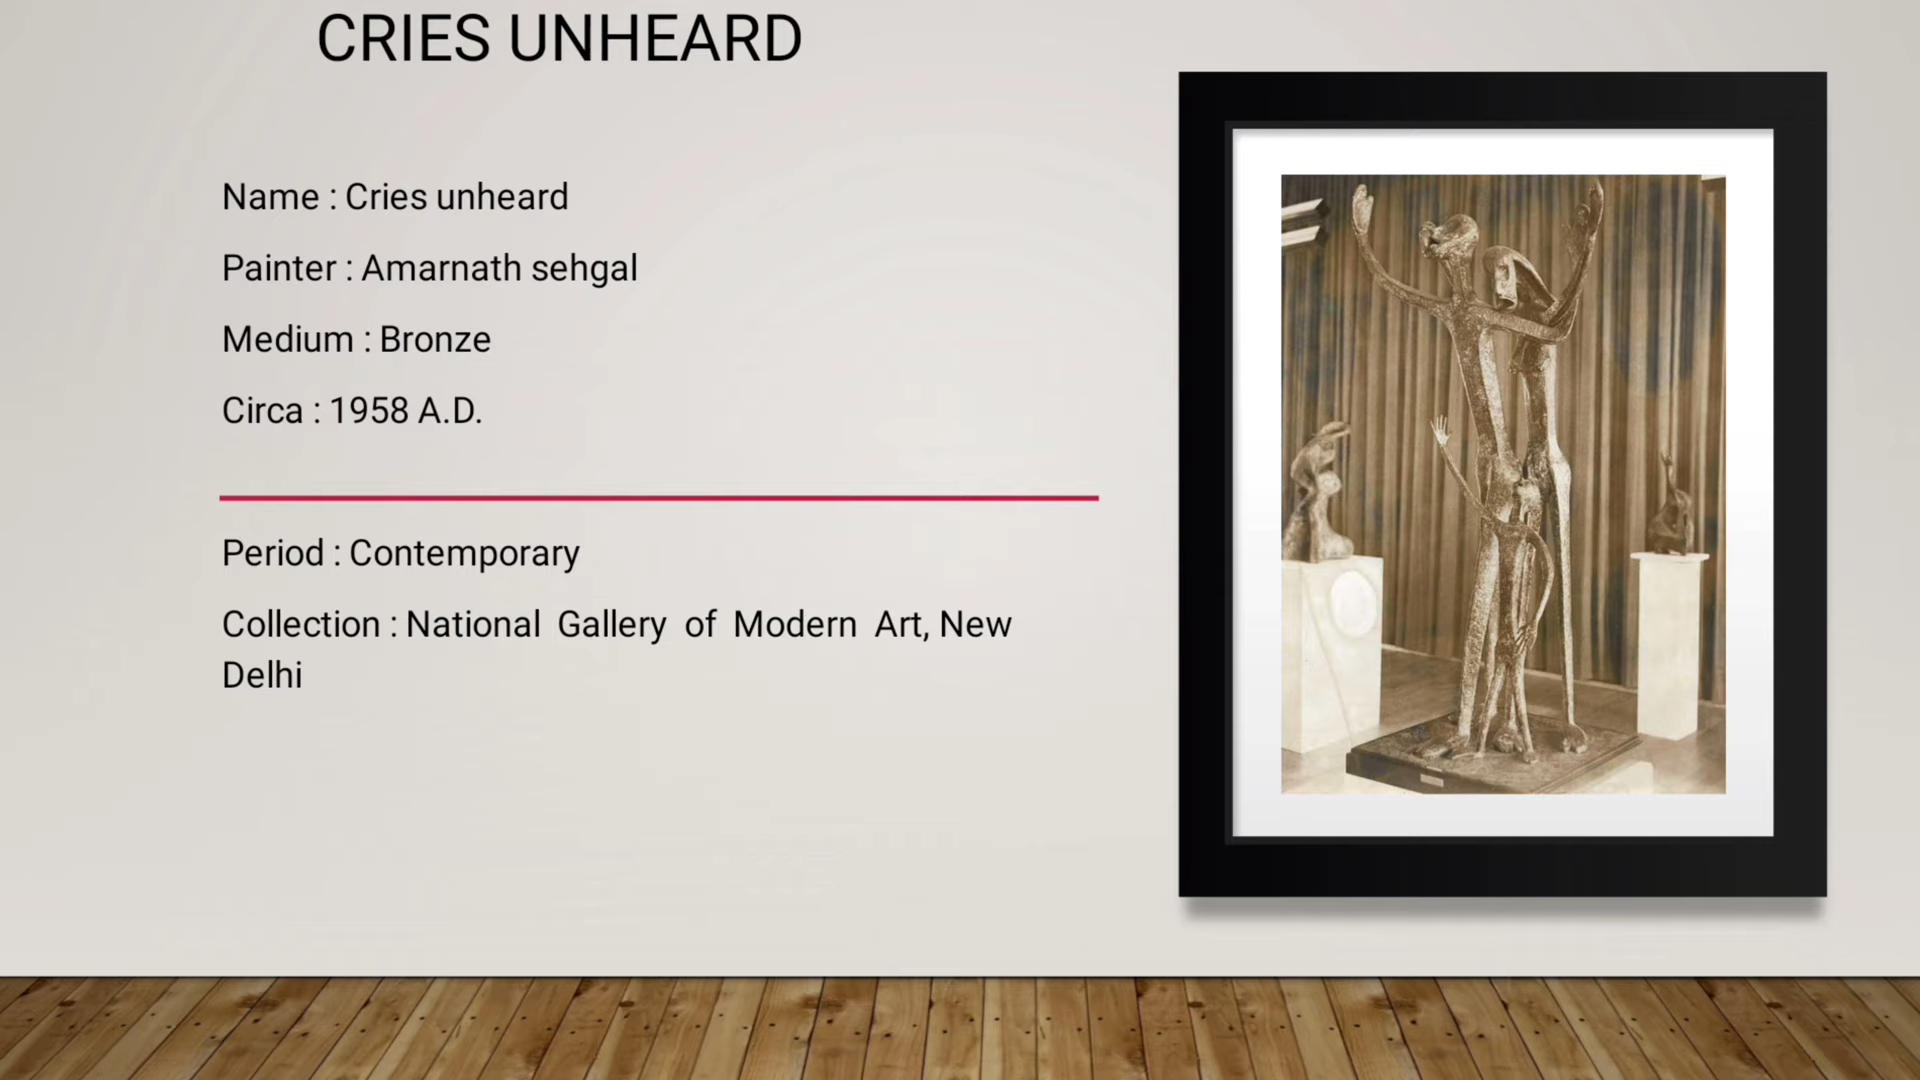 CRIES UNHEARD
Name : Cries unheard
Painter : Amarnath sehgal
Medium : Bronze
Circa : 1958 A.D.
Period : Contemporary
Collection : National Gallery of Modern Art, New
Delhi